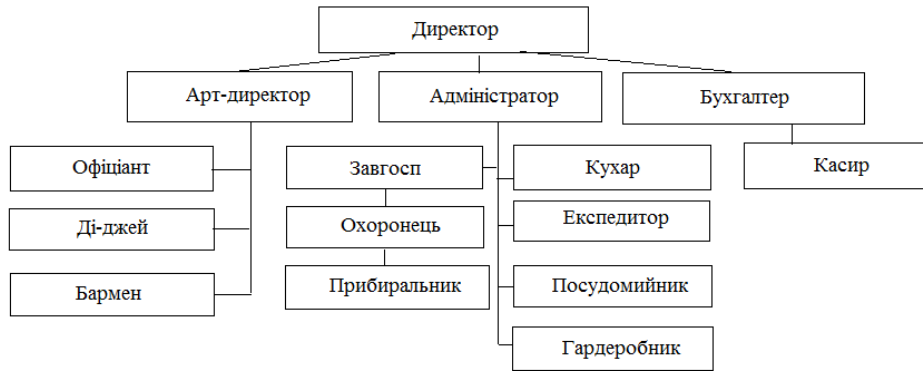 Директор
Арт-директор
Адміністратор
Бухгалтер
Офіціант
Завгосп
Кухар
Касир
Ді-джей
Охоронець
Експедитор
Бармен
Прибиральник
Посудомийник
Гардеробник